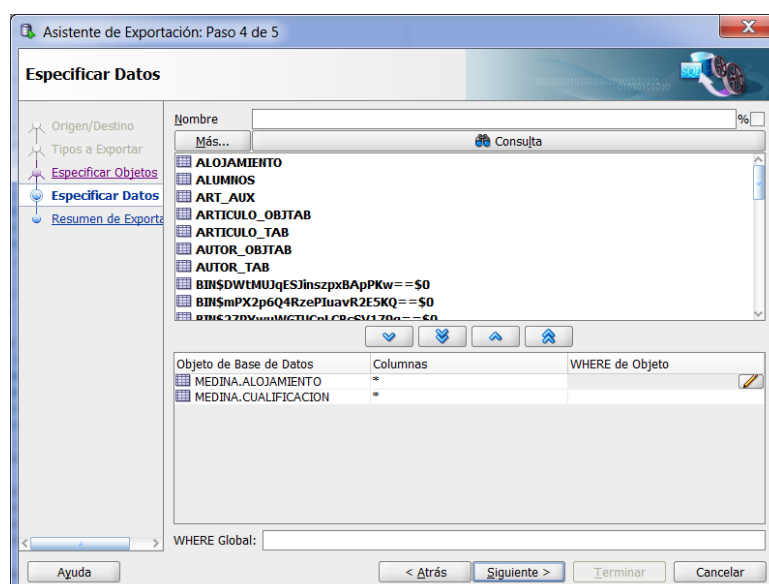 Asistente de Exportación: Paso 4 de 5
Especificar Datos
Origen/Destino
Tipos a Exportar
Especificar Objetos
Especificar Datos
Resumen de Exporta
Nombre %
Más... Consulta
ALOJAMIENTO
ALUMNOS
ART_AUX
ARTICULO_OBJTAB
ARTICULO_TAB
AUTOR_OBJTAB
AUTOR_TAB
BIN$DWtMUJqESJinszpxBApPKw==$0
BIN$mPX2p6Q4RzePIuavR2E5KQ==$0
Objeto de Base de Datos Columnas WHERE de Objeto
MEDINA.ALOJAMIENTO *
MEDINA.CUALIFICACION *
WHERE Global:
Ayuda < Atrás Siguiente > Terminar Cancelar